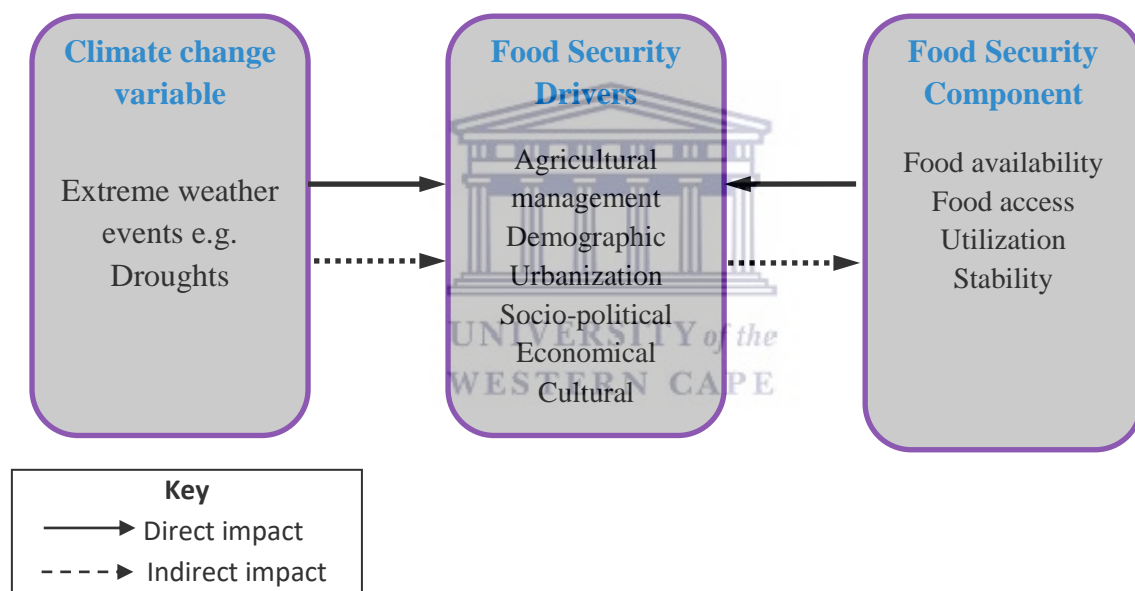 Climate change
variable
Extreme weather
events e.g.
Droughts
Food Security
Drivers
Agricultural
management
Demographic
Urbanization
Socio-political
Economical
Cultural
UNIVERSITY of the
WESTERN CAPE
Food Security
Component
Food availability
Food access
Utilization
Stability
Key
Direct impact
Indirect impact